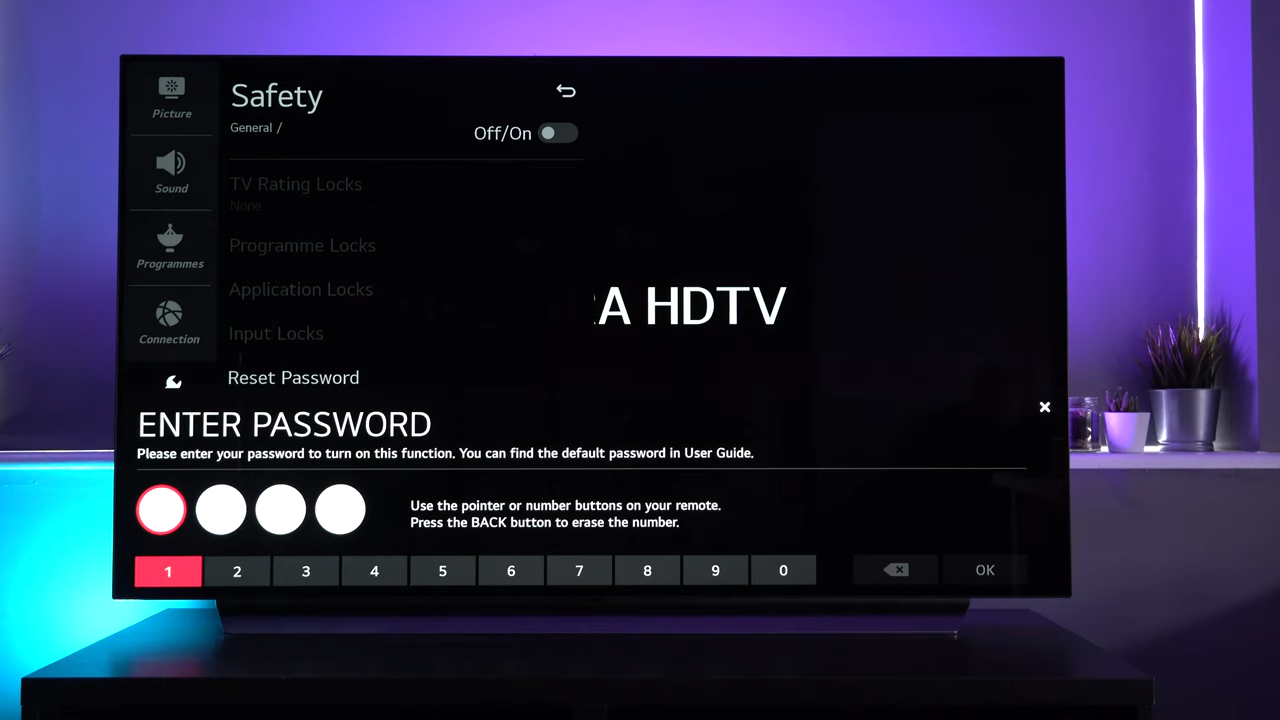 Picture
Sound
Programmes
Connection
Safety
General /
Off/On
TV Rating Locks
None
Programme Locks
Application Locks
Input Locks
Reset Password
A HDTV
ENTER PASSWORD
Please enter your password to turn on this function. You can find the default password in User Guide.
Use the pointer or number buttons on your remote.
Press the BACK button to erase the number.
1 2 3 4 5 6 7 8 9 0 OK